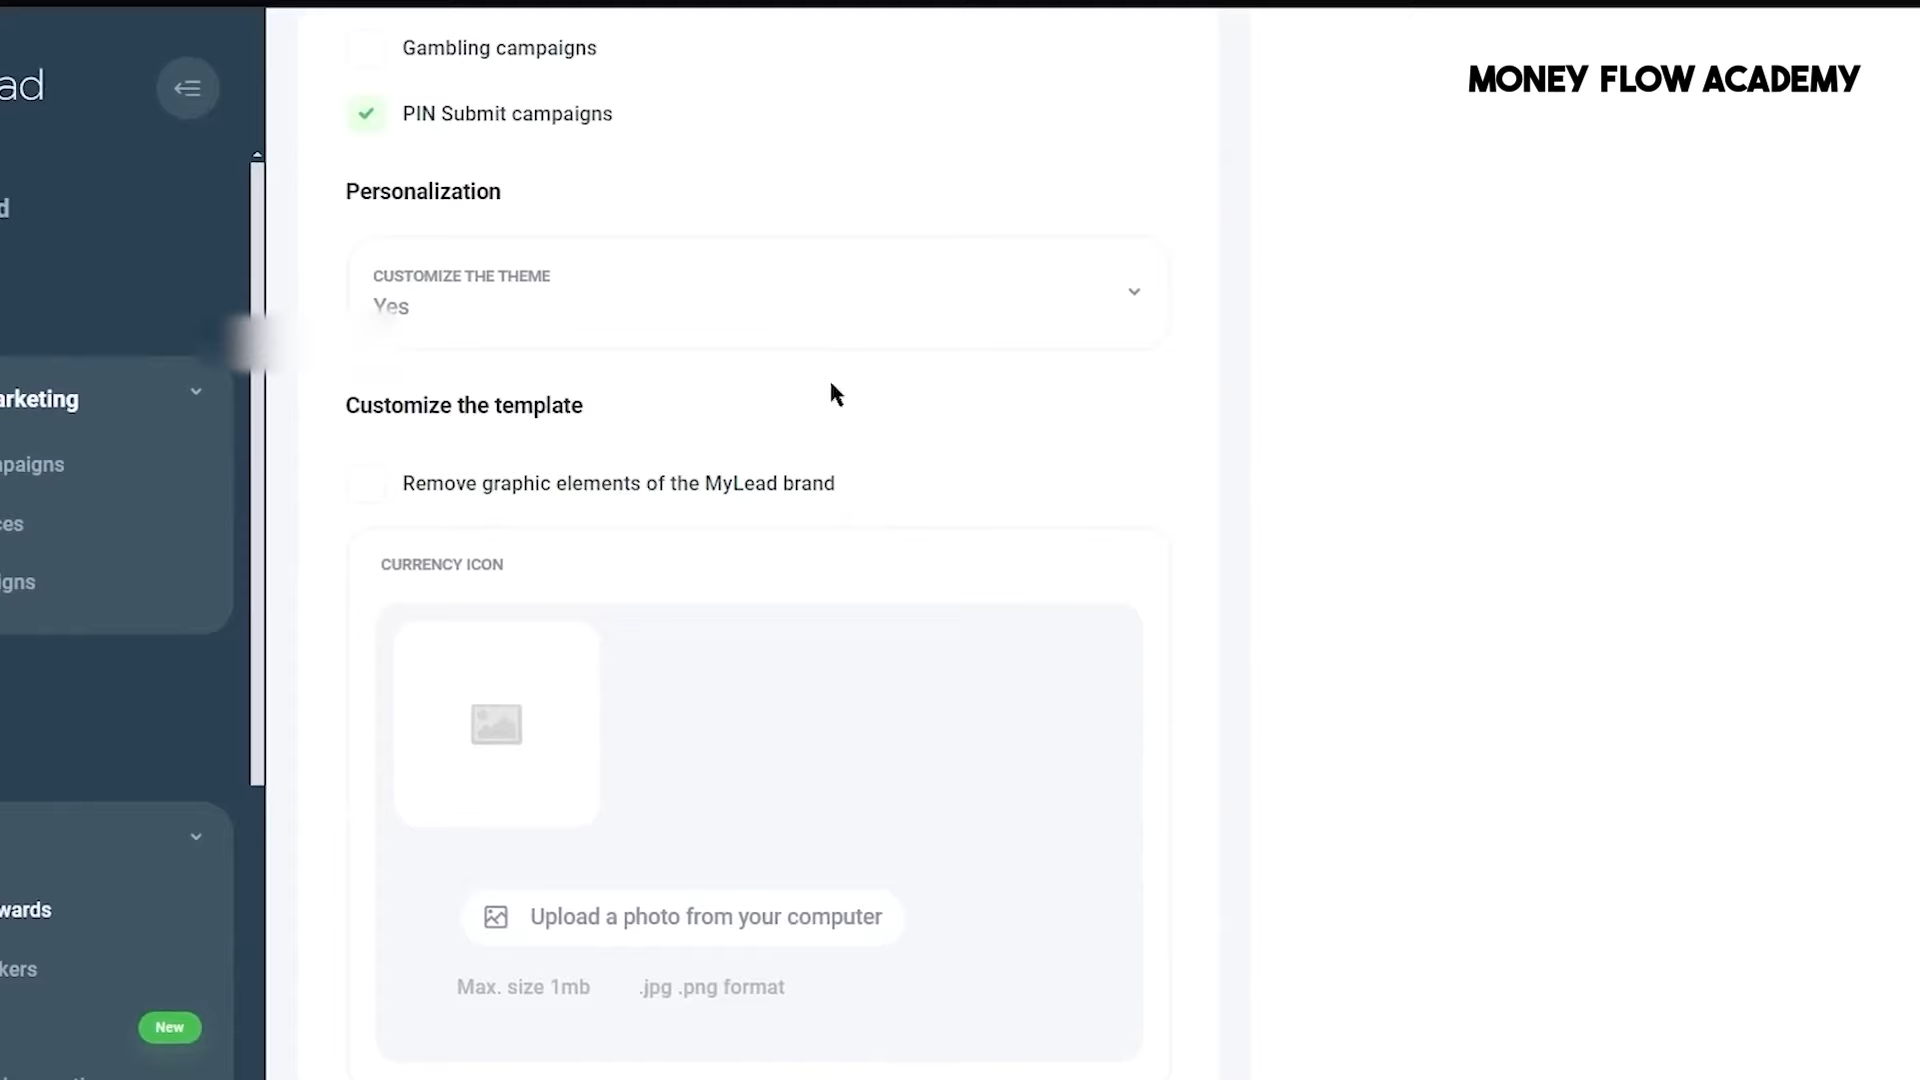 Gambling campaigns
MONEY FLOW ACADEMY
ad
PIN Submit campaigns
Personalization
d
CUSTOMIZE THE THEME
Yes
arketing
Customize the template
paigns
Remove graphic elements of the MyLead brand
ces
CURRENCY ICON
igns
wards
Upload a photo from your computer
kers
Max. size 1mb .jpg .png format
New